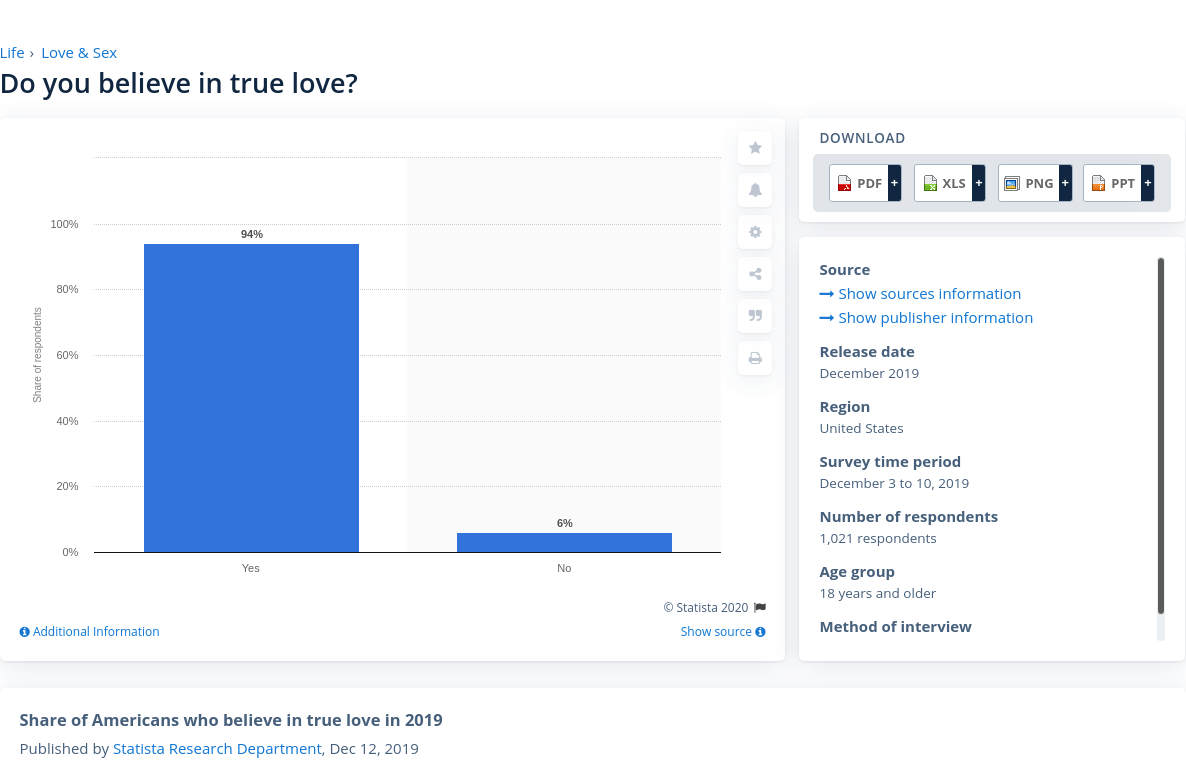 Life › Love & Sex
Do you believe in true love?
Share of respondents
100%
80%
60%
40%
20%
0%
94%
6%
Yes
No
© Statista 2020
Additional Information
Show source
DOWNLOAD
PDF +
XLS +
PNG +
PPT +
Source
Show sources information
Show publisher information
Release date
December 2019
Region
United States
Survey time period
December 3 to 10, 2019
Number of respondents
1,021 respondents
Age group
18 years and older
Method of interview
Share of Americans who believe in true love in 2019
Published by Statista Research Department, Dec 12, 2019